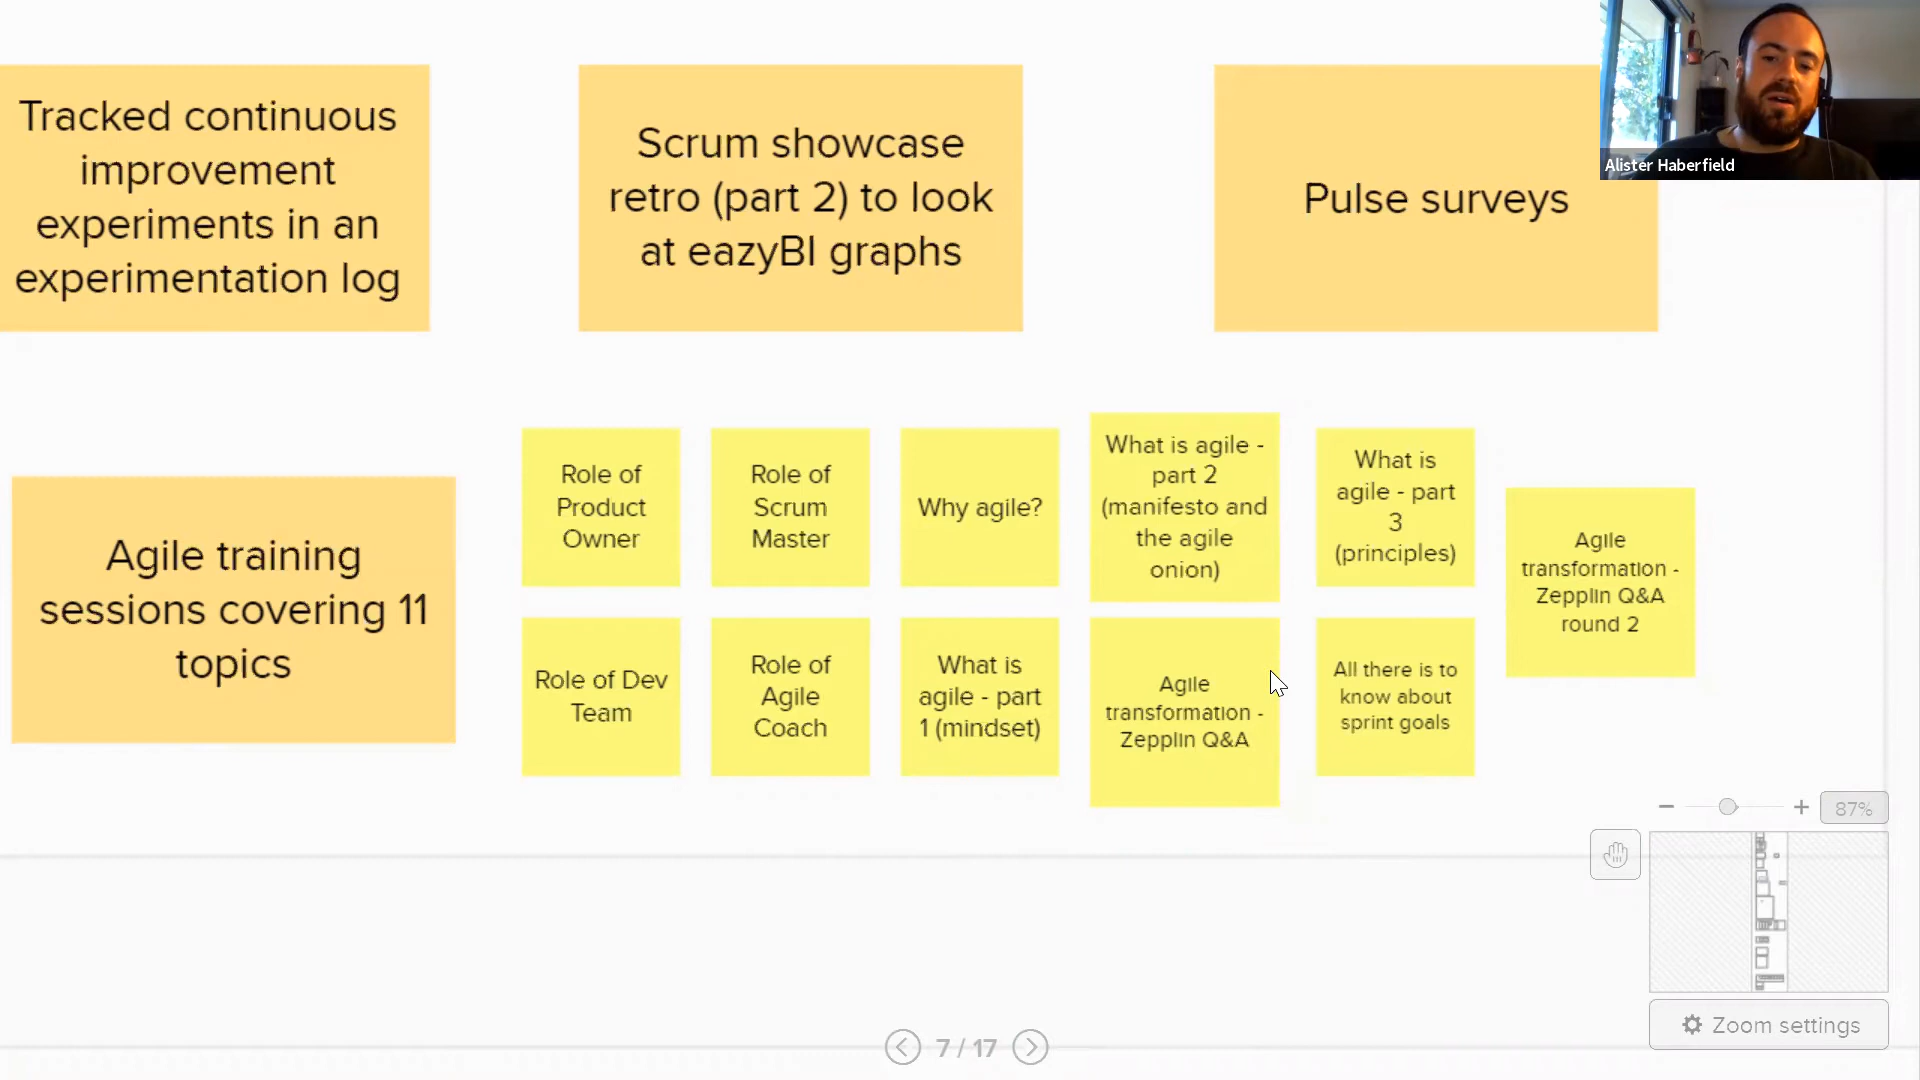 Tracked continuous
improvement
experiments in an
experimentation log
Scrum showcase
retro (part 2) to look
at eazyBI graphs
Pulse surveys
Alister Haberfield
Agile training
sessions covering 11
topics
Role of
Product
Owner
Role of
Scrum
Master
Why agile?
What is agile -
part 2
(manifesto and
the agile
onion)
What is
agile - part
3
(principles)
Agile
transformation -
Zepplin Q&A
round 2
Role of Dev
Team
Role of
Agile
Coach
What is
agile - part
1 (mindset)
Agile
transformation -
Zepplin Q&A
All there is to
know about
sprint goals
87%
Zoom settings
7 / 17